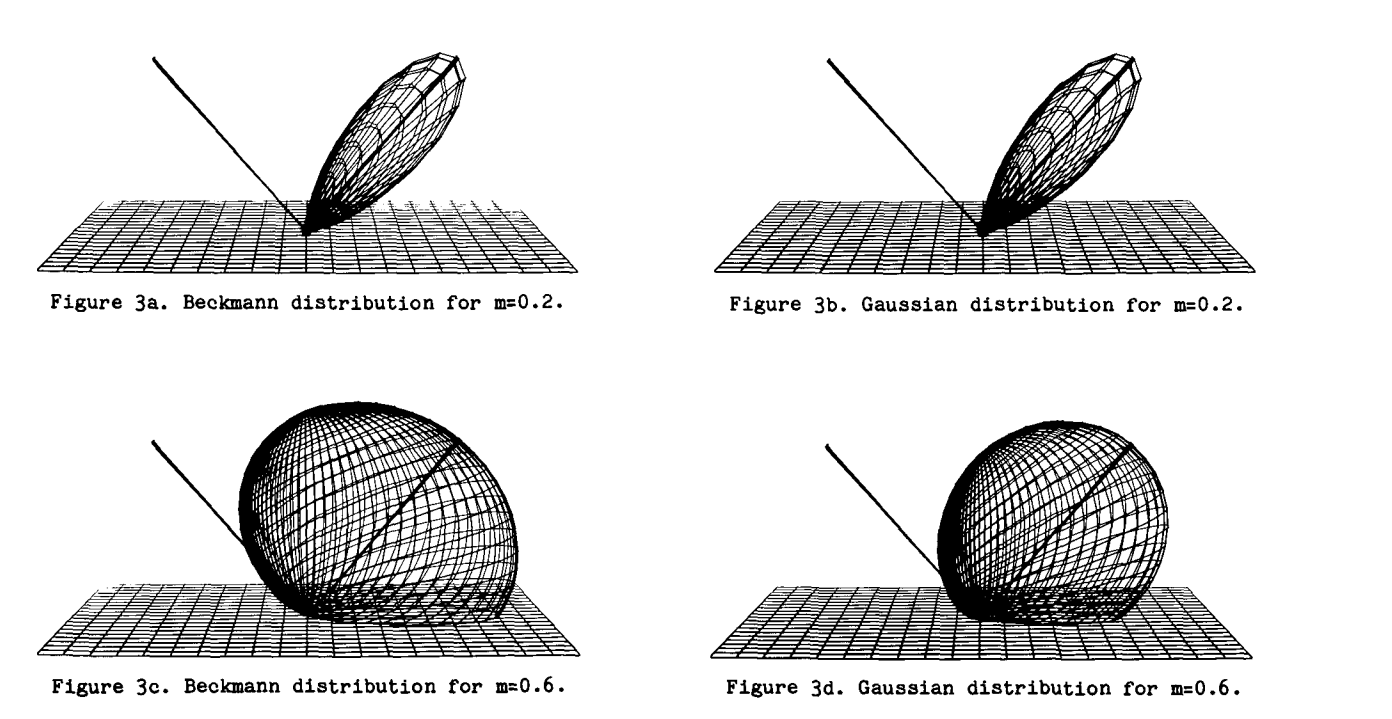 Figure 3a. Beckmann distribution for m=0.2.
Figure 3b. Gaussian distribution for m=0.2.
Figure 3c. Beckmann distribution for m=0.6.
Figure 3d. Gaussian distribution for m=0.6.